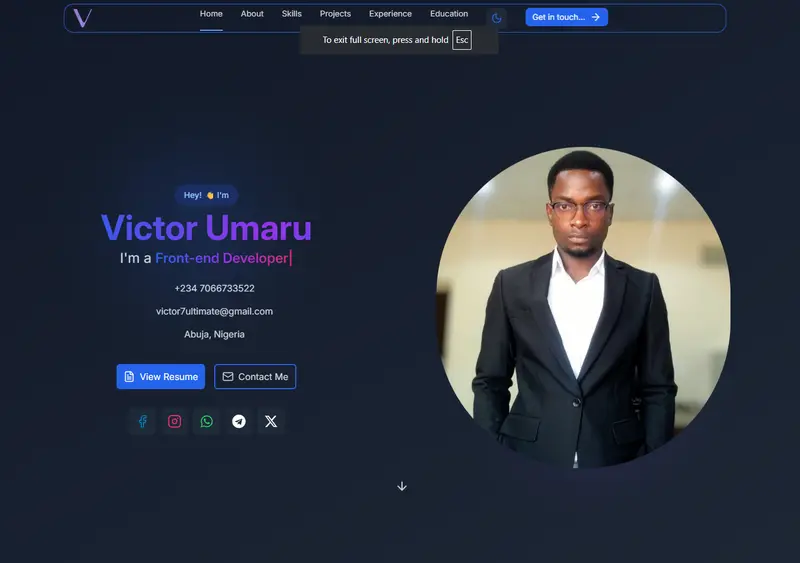 V
Home About Skills Projects Experience Education Get in touch...
To exit full screen, press and hold Esc
Hey! 👋 I'm
Victor Umaru
I'm a Front-end Developer|
+234 7066733522
victor7ultimate@gmail.com
Abuja, Nigeria
View Resume Contact Me